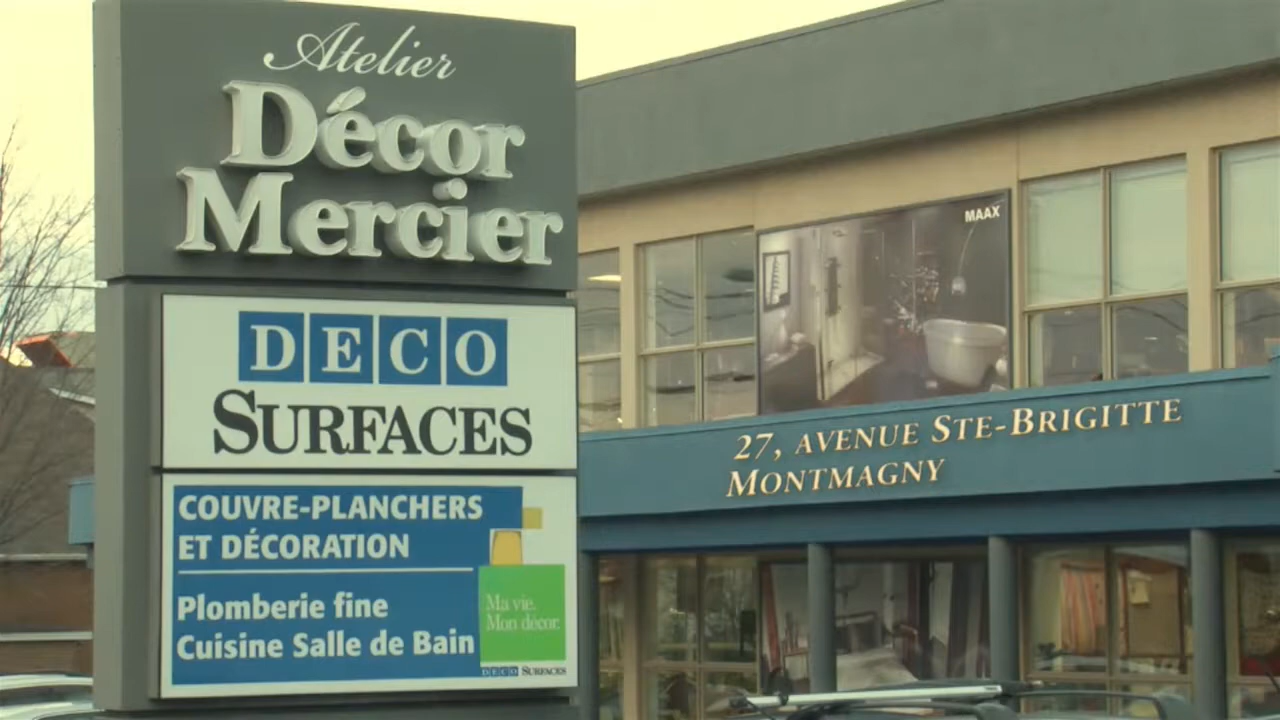 Atelier
Décor
Mercier
DECO
SURFACES
COUVRE-PLANCHERS
ET DÉCORATION
Plomberie fine
Cuisine Salle de Bain
Ma vie.
Mon décor.
DECO SURFACES
MAAX
27, AVENUE STE-BRIGITTE
MONTMAGNY